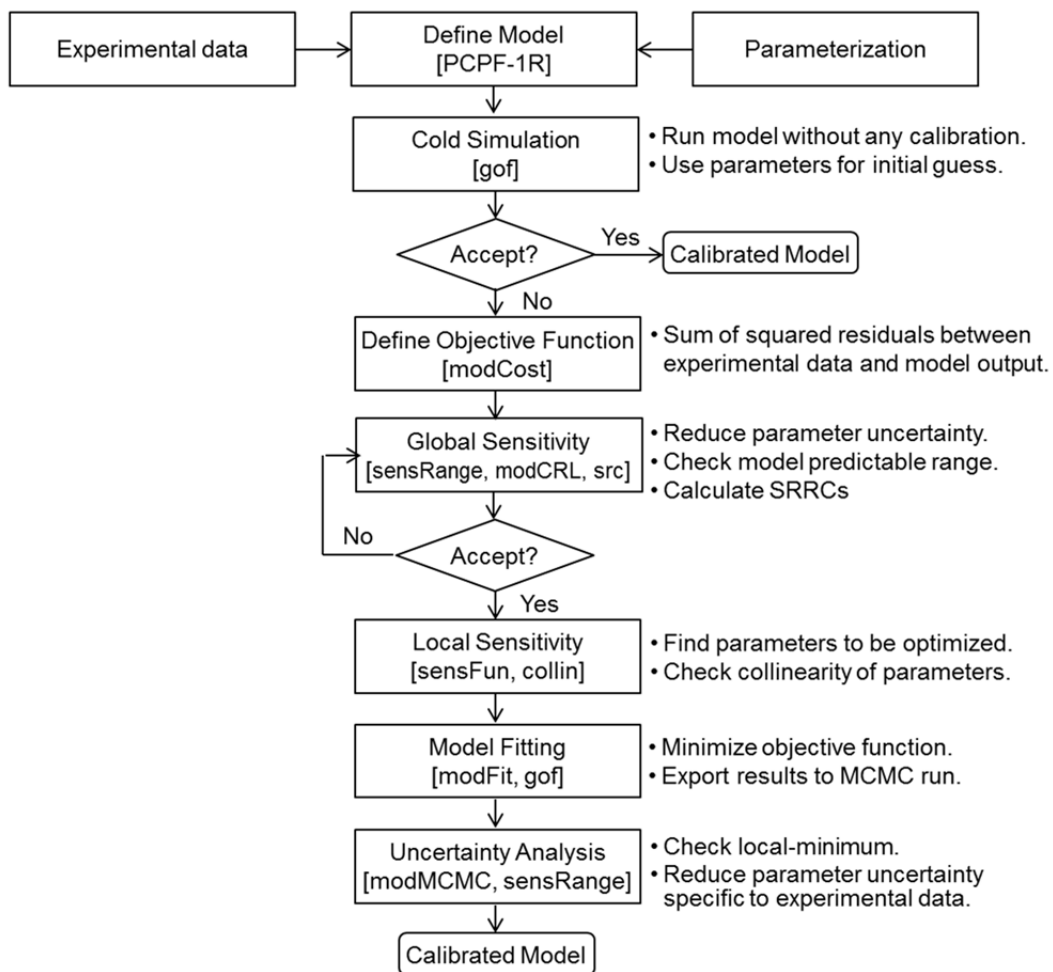 Experimental data
Define Model
[PCPF-1R]
Parameterization
Cold Simulation
[gof]
• Run model without any calibration.
• Use parameters for initial guess.
Accept?
Yes
Calibrated Model
No
Define Objective Function
[modCost]
• Sum of squared residuals between
experimental data and model output.
Global Sensitivity
[sensRange, modCRL, src]
• Reduce parameter uncertainty.
• Check model predictable range.
• Calculate SRRCs
No
Accept?
Yes
Local Sensitivity
[sensFun, collin]
• Find parameters to be optimized.
• Check collinearity of parameters.
Model Fitting
[modFit, gof]
• Minimize objective function.
• Export results to MCMC run.
Uncertainty Analysis
[modMCMC, sensRange]
• Check local-minimum.
• Reduce parameter uncertainty
specific to experimental data.
Calibrated Model